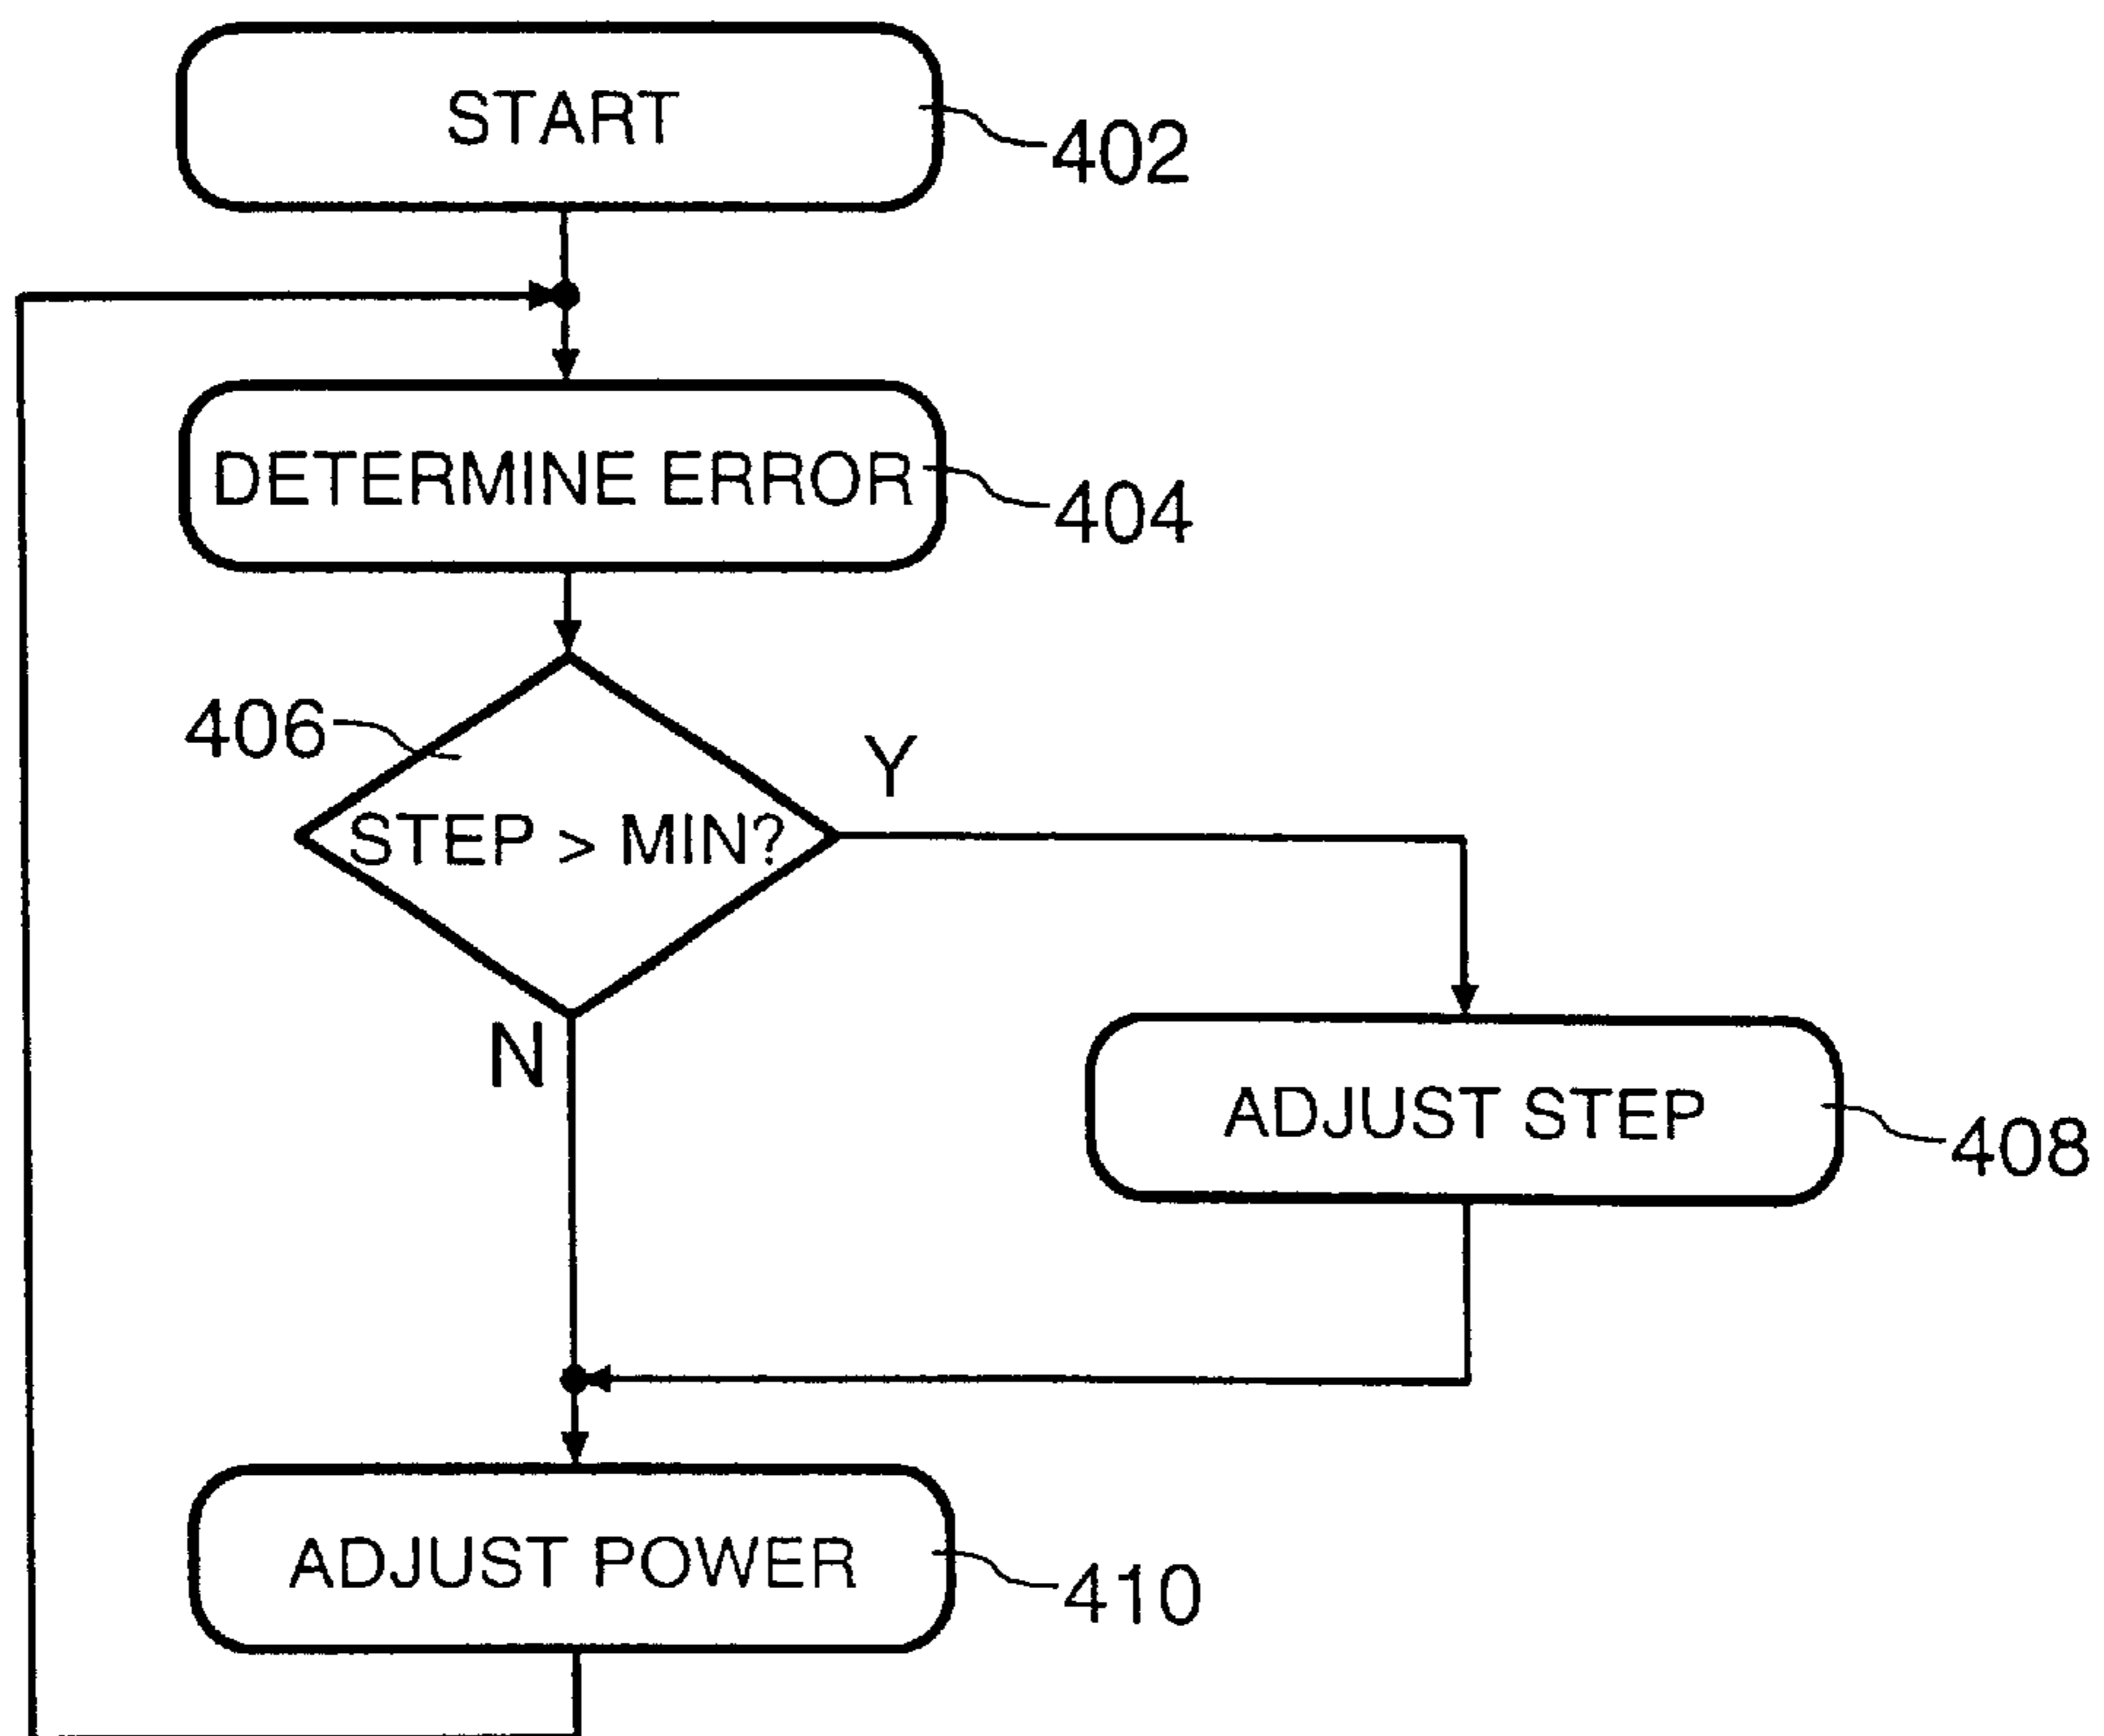 START
402
DETERMINE ERROR
404
406
Y
STEP > MIN?
N
ADJUST STEP
408
ADJUST POWER
410